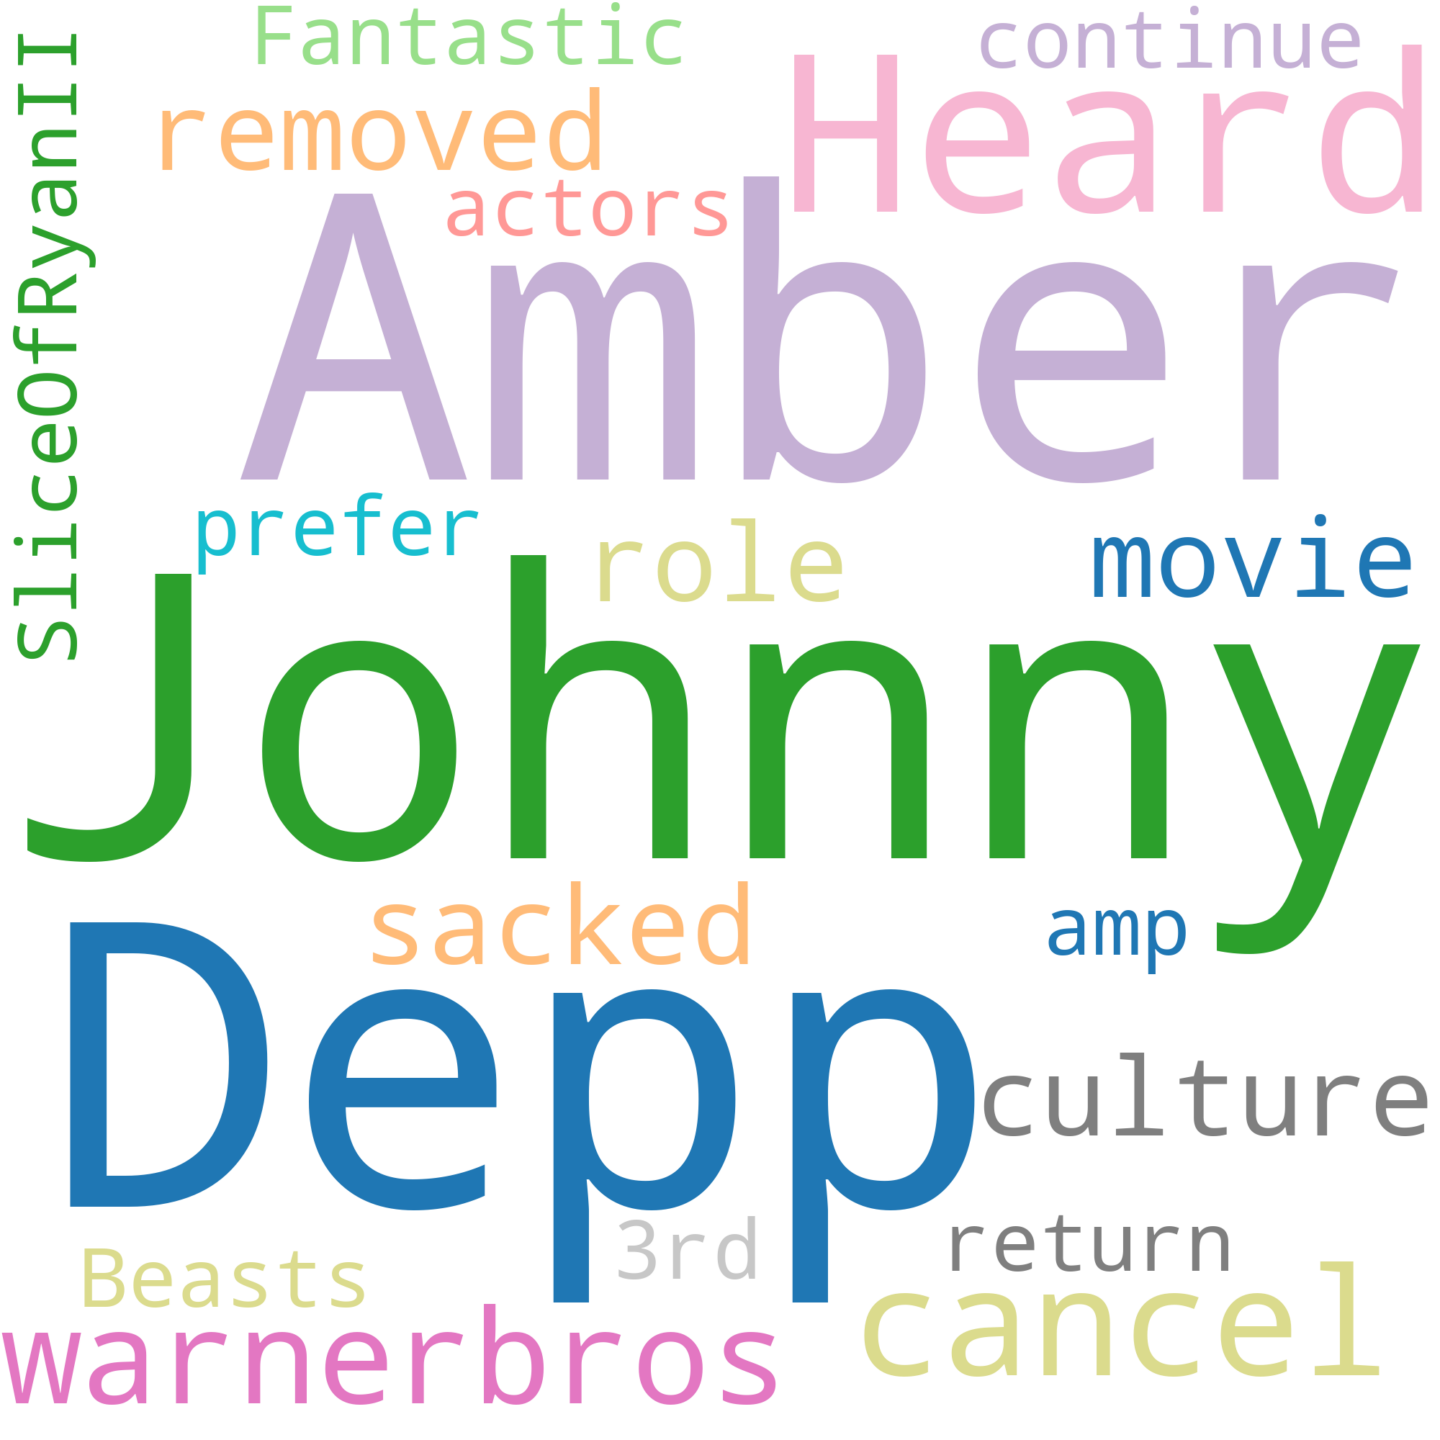 Fantastic
continue
removed
Heard
actors
SliceOfRyanII
Amber
prefer
role
movie
Johnny
sacked
amp
Depp
culture
3rd
return
Beasts
cancel
warnerbros